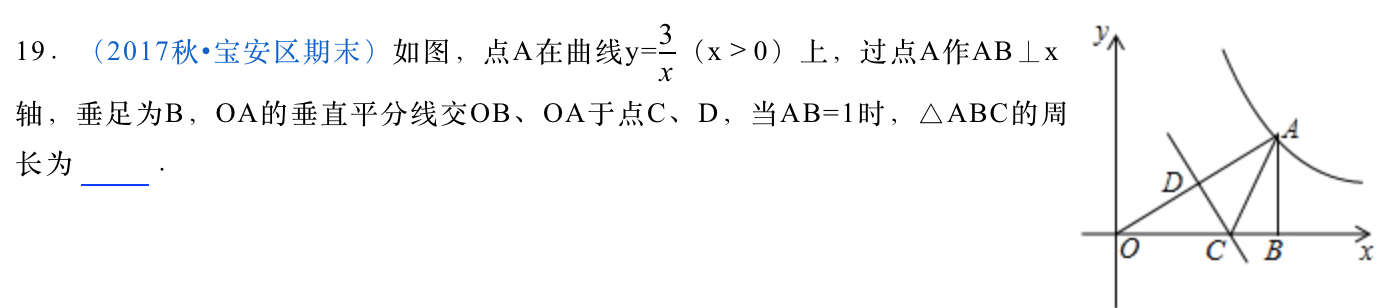 19. （2017秋•宝安区期末）如图，点A在曲线y=3/x（x>0）上，过点A作AB⊥x
轴，垂足为B，OA的垂直平分线交OB、OA于点C、D，当AB=1时，△ABC的周
长为____.
y
A
D
O
C
B
x